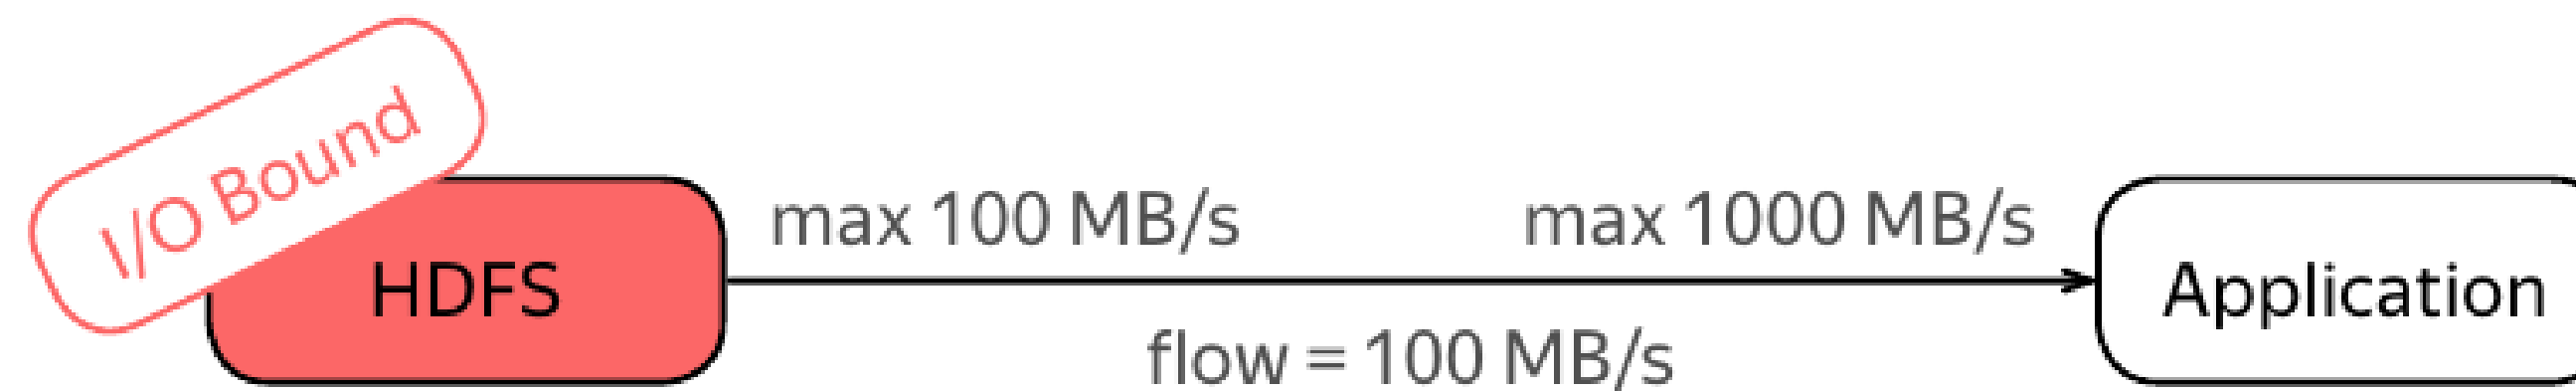 I/O Bound
HDFS
max 100 MB/s
max 1000 MB/s
flow = 100 MB/s
Application